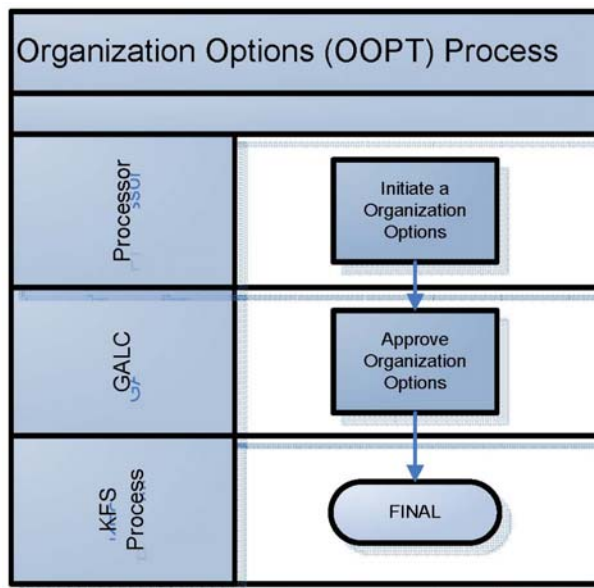 Organization Options (OOPT) Process
Processor
Initiate a
Organization
Options
GALC
Approve
Organization
Options
KFS
Process
FINAL